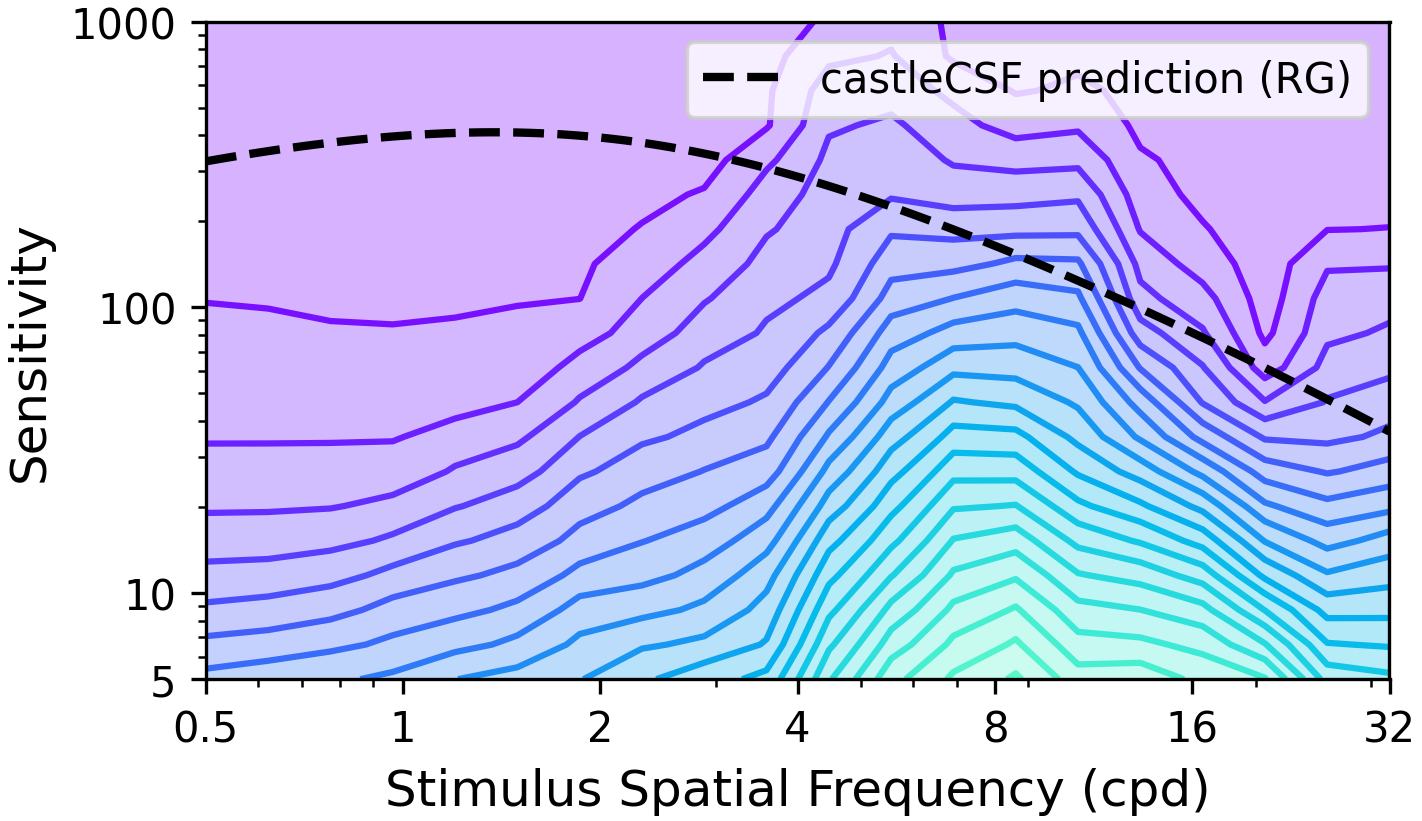 1000
castleCSF prediction (RG)
100
10
5
Sensitivity
0.5 1 2 4 8 16 32
Stimulus Spatial Frequency (cpd)